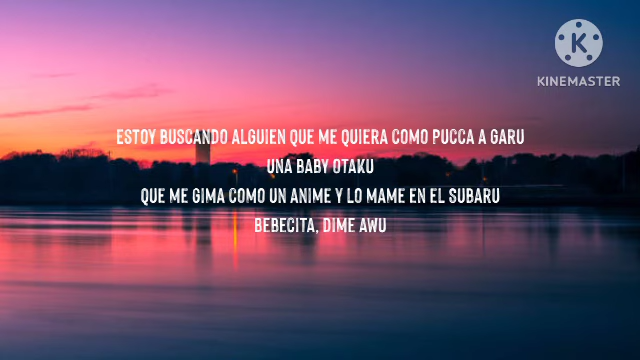 K
KINEMASTER
ESTOY BUSCANDO ALGUIEN QUE ME QUIERA COMO PUCCA A GARU
UNA BABY OTAKU
QUE ME GIMA COMO UN ANIME Y LO MAME EN EL SUBARU
BEBECITA, DIME AWU